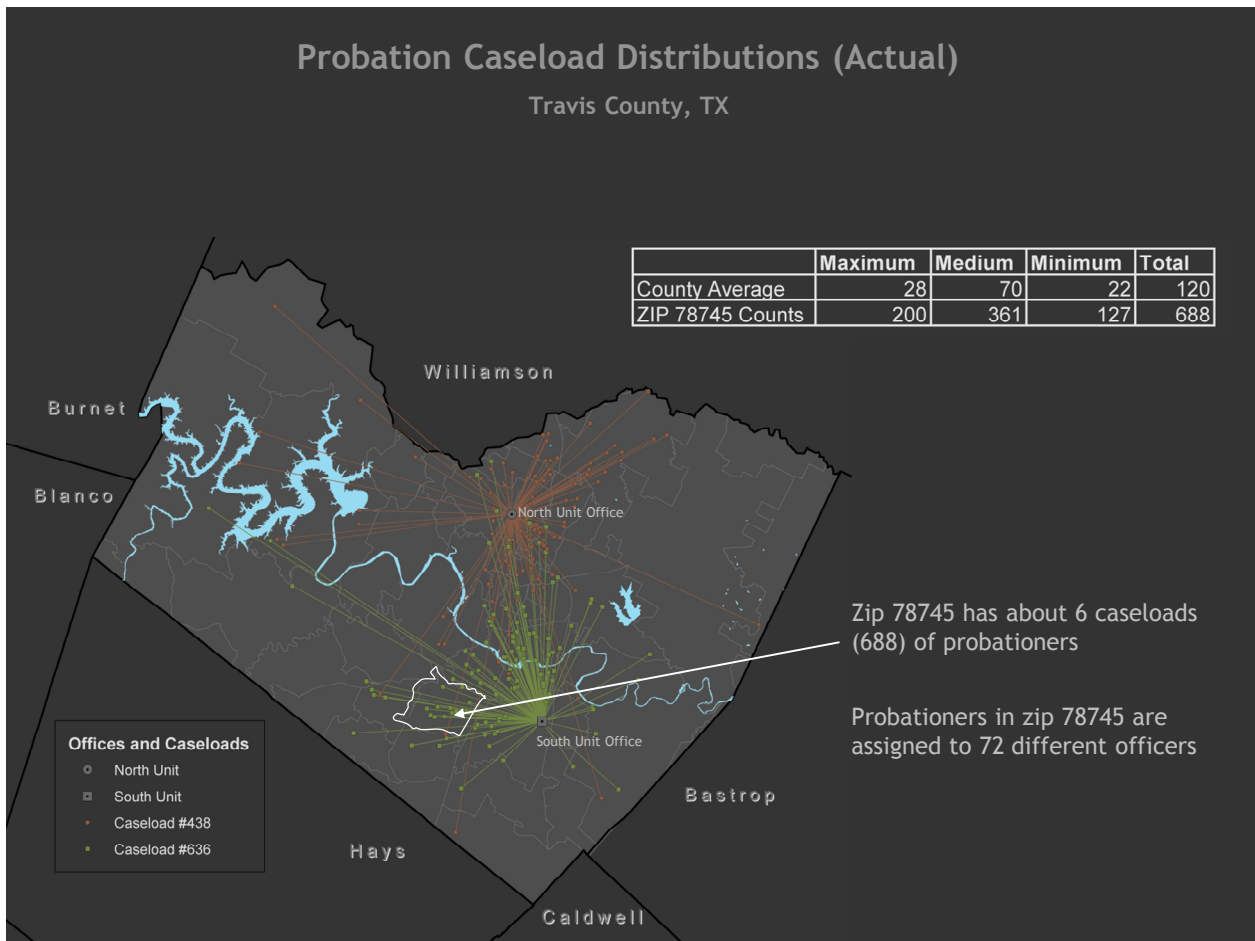 Probation Caseload Distributions (Actual)
Travis County, TX
Maximum Medium Minimum Total
County Average 28 70 22 120
ZIP 78745 Counts 200 361 127 688
Williamson
Burnet
Blanco
North Unit Office
Zip 78745 has about 6 caseloads
(688) of probationers
Probationers in zip 78745 are
assigned to 72 different officers
South Unit Office
Offices and Caseloads
North Unit
South Unit
Caseload #438
Caseload #636
Bastrop
Hays
Caldwell